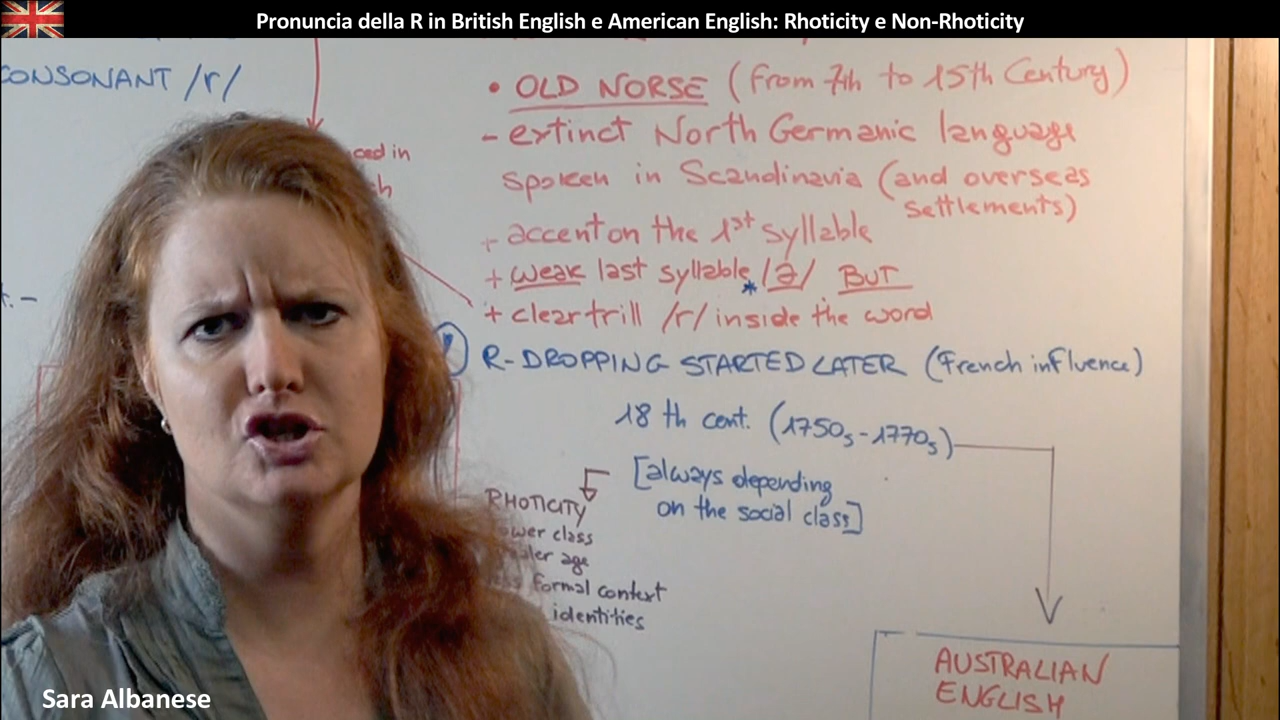 Pronuncia della R in British English e American English: Rhoticity e Non-Rhoticity
CONSONANT /r/
• OLD NORSE (from 7th to 15th Century)
- extinct North Germanic language
spoken in Scandinavia (and overseas
settlements)
+ accent on the 1st syllable
+ weak last syllable * /ə/ BUT
+ clear trill /r/ inside the word
R-DROPPING STARTED LATER (French influence)
18th cent. (1750s-1770s)
[always depending
on the social class]
RHOTICITY
age
formal context
identities
AUSTRALIAN
ENGLISH
Sara Albanese